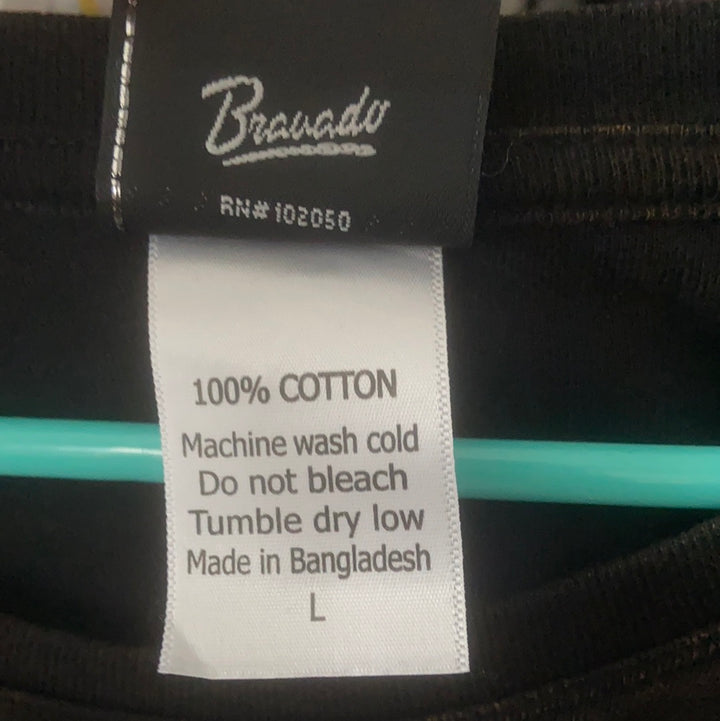 Bravado
RN#102050
100% COTTON
Machine wash cold
Do not bleach
Tumble dry low
Made in Bangladesh
L